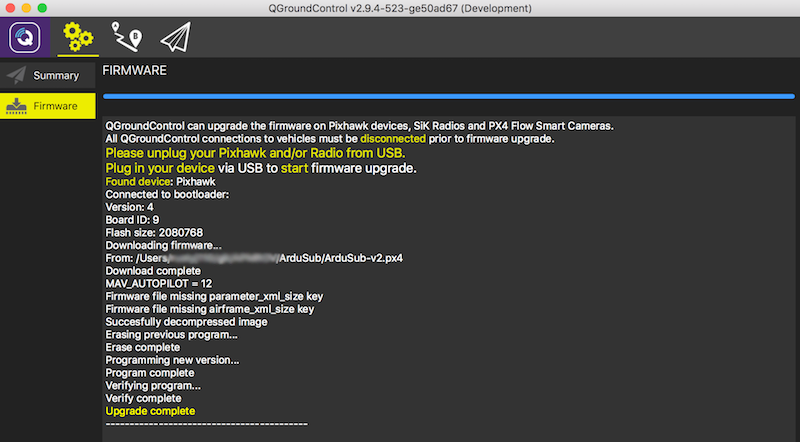 QGroundControl v2.9.4-523-ge50ad67 (Development)
B
Q
Summary
Firmware
FIRMWARE
QGroundControl can upgrade the firmware on Pixhawk devices, SiK Radios and PX4 Flow Smart Cameras.
All QGroundControl connections to vehicles must be disconnected prior to firmware upgrade.
Please unplug your Pixhawk and/or Radio from USB.
Plug in your device via USB to start firmware upgrade.
Found device: Pixhawk
Connected to bootloader:
Version: 4
Board ID: 9
Flash size: 2080768
Downloading firmware...
From: /Users/ /ArduSub/ArduSub-v2.px4
Download complete
MAV_AUTOPILOT = 12
Firmware file missing parameter_xml_size key
Firmware file missing airframe_xml_size key
Succesfully decompressed image
Erasing previous program...
Erase complete
Programming new version...
Program complete
Verifying program...
Verify complete
Upgrade complete
------------------------------------------